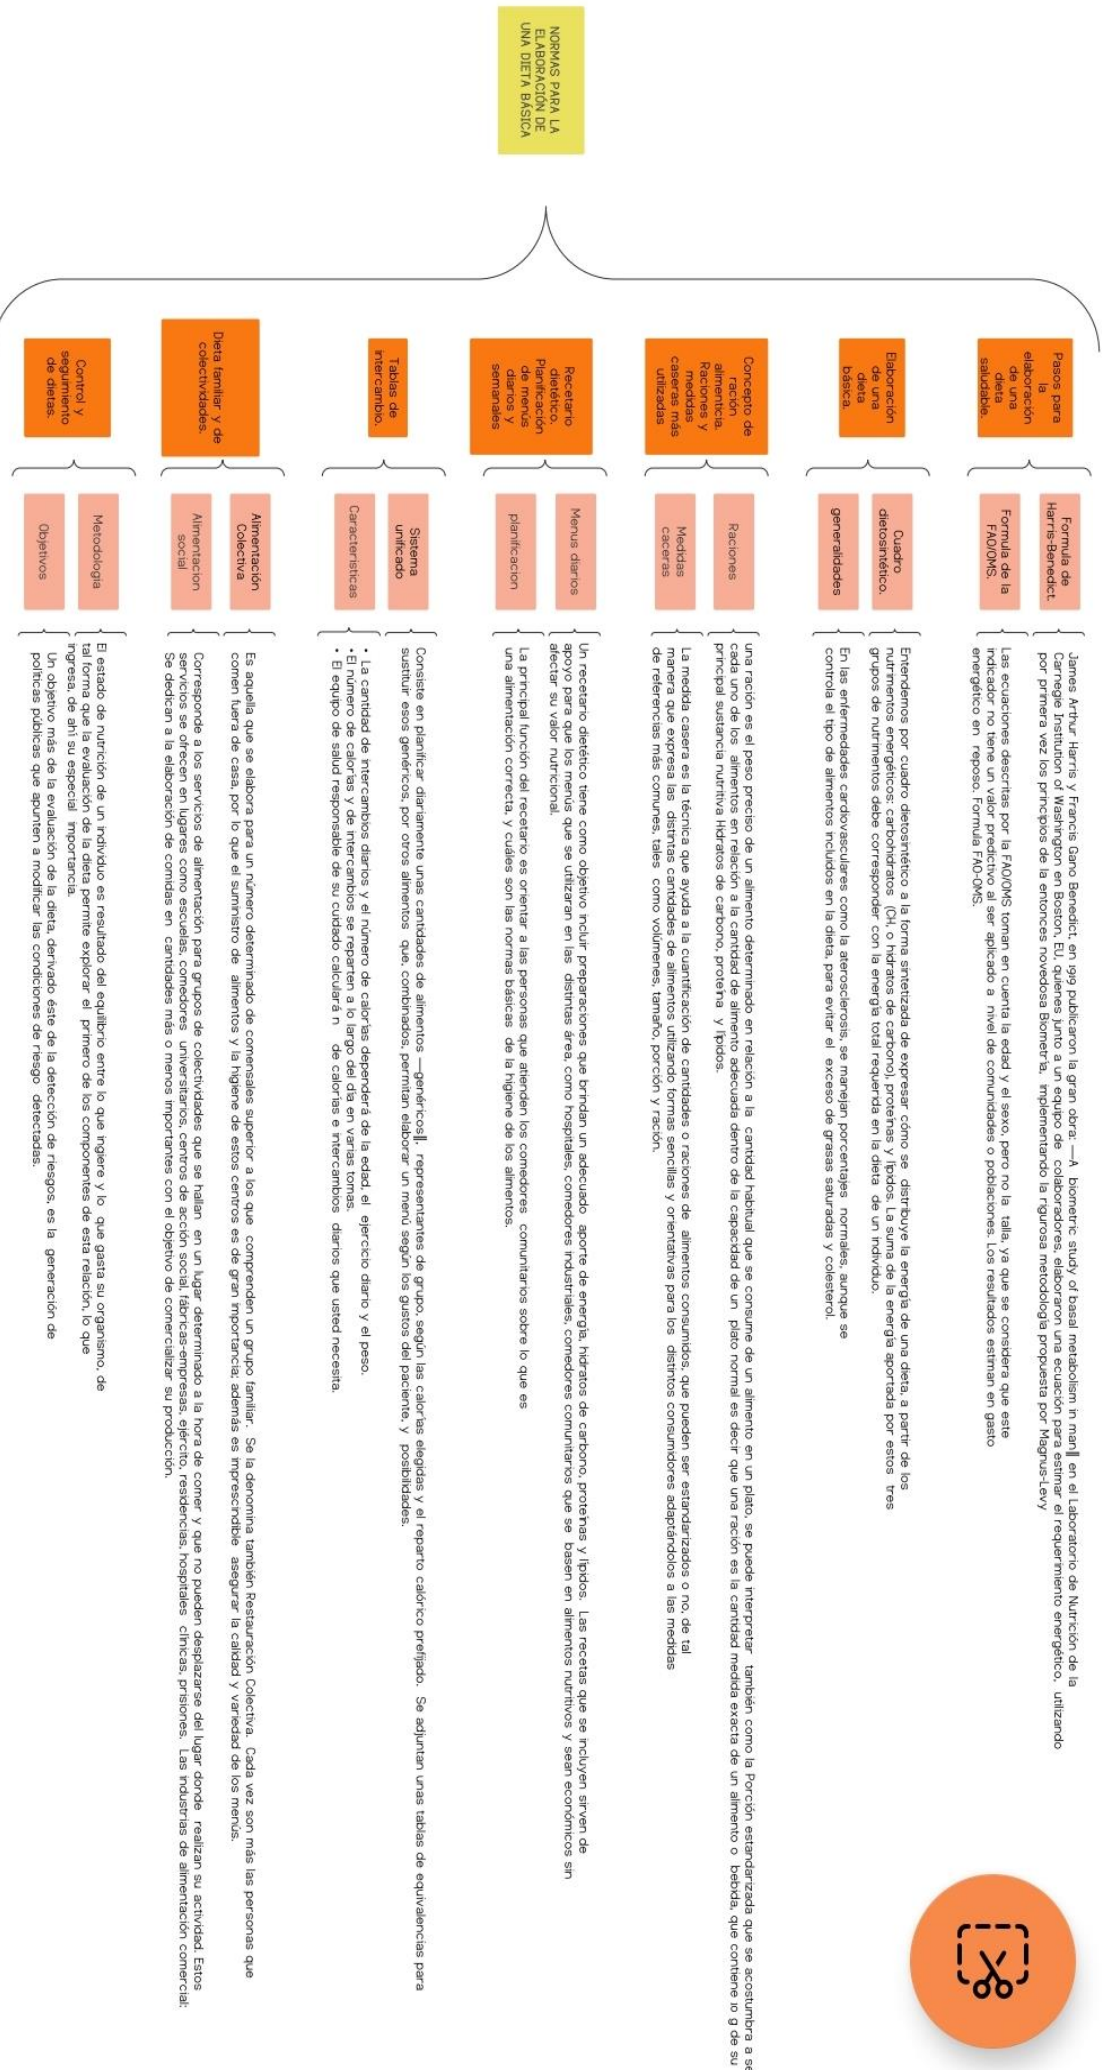 NORMAS PARA LA
ELABORACIÓN DE
UNA DIETA BÁSICA
Pasos para
la
elaboración
de una
dieta
saludable.
Formula de
Harris-Benedict.
James Arthur Harris y Francis Gano Benedict, en 1919 publicaron la gran obra: —A biometric study of basal metabolism in man‖ en el Laboratorio de Nutrición de la
Carnegie Institution of Washington en Boston, EU, quienes junto a un equipo de colaboradores, elaboraron una ecuación para estimar el requerimiento energético, utilizando
por primera vez los principios de la entonces novedosa Biometría, implementando la rigurosa metodología propuesta por Magnus-Levy
Formula de la
FAO/OMS.
Las ecuaciones descritas por la FAO/OMS toman en cuenta la edad y el sexo, pero no la talla, ya que se considera que este
indicador no tiene un valor predictivo al ser aplicado a nivel de comunidades o poblaciones. Los resultados estiman en gasto
energético en reposo. Formula FAO-OMS.
Elaboración
de una
dieta
básica.
Cuadro
dietosintético.
Entendemos por cuadro dietosintético a la forma sintetizada de expresar cómo se distribuye la energía de una dieta, a partir de los
nutrimentos energéticos: carbohidratos (CH, o hidratos de carbono), proteínas y lípidos. La suma de la energía aportada por estos tres
grupos de nutrimentos debe corresponder con la energía total requerida en la dieta de un individuo.
generalidades
En las enfermedades cardiovasculares como la aterosclerosis, se manejan porcentajes normales, aunque se
controla el tipo de alimentos incluidos en la dieta, para evitar el exceso de grasas saturadas y colesterol.
Concepto de
ración
alimenticia.
Raciones y
medidas
caseras más
utilizadas
Raciones
una ración es el peso preciso de un alimento determinado en relación a la cantidad habitual que se consume de un alimento en un plato, se puede interpretar también como la Porción estandarizada que se acostumbra a se
cada uno de los alimentos en relación a la cantidad de alimento adecuada dentro de la capacidad de un plato normal es decir que una ración es la cantidad medida exacta de un alimento o bebida, que contiene 10 g de su
principal sustancia nutritiva Hidratos de carbono, proteína y lípidos.
Medidas
caceras
La medida casera es la técnica que ayuda a la cuantificación de cantidades o raciones de alimentos consumidos, que pueden ser estandarizados o no, de tal
manera que expresa las distintas cantidades de alimentos utilizando formas sencillas y orientativas para los distintos consumidores adaptándolos a las medidas
de referencias más comunes, tales como volúmenes, tamaño, porción y ración.
Recetario
dietético.
Planificación
de menús
diarios y
semanales
Menus diarios
Un recetario dietético tiene como objetivo incluir preparaciones que brindan un adecuado aporte de energía, hidratos de carbono, proteínas y lípidos. Las recetas que se incluyen sirven de
apoyo para que los menús que se utilizaran en las distintas área, como hospitales, comedores industriales, comedores comunitarios que se basen en alimentos nutritivos y sean económicos sin
afectar su valor nutricional.
planificacion
La principal función del recetario es orientar a las personas que atienden los comedores comunitarios sobre lo que es
una alimentación correcta, y cuáles son las normas básicas de la higiene de los alimentos.
Tablas de
intercambio.
Sistema
unificado
Consiste en planificar diariamente unas cantidades de alimentos —genéricos‖, representantes de grupo, según las calorías elegidas y el reparto calórico prefijado. Se adjuntan unas tablas de equivalencias para
sustituir esos genéricos, por otros alimentos que, combinados, permitan elaborar un menú según los gustos del paciente, y posibilidades.
Caracteristicas
• La cantidad de intercambios diarios y el número de calorías dependerá de la edad, el ejercicio diario y el peso.
• El número de calorías y de intercambios se reparten a lo largo del día en varias tomas.
• El equipo de salud responsable de su cuidado calculará n de calorías e intercambios diarios que usted necesita.
Dieta familiar y de
colectividades.
Alimentación
Colectiva
Es aquella que se elabora para un número determinado de comensales superior a los que comprenden un grupo familiar. Se la denomina también Restauración Colectiva. Cada vez son más las personas que
comen fuera de casa, por lo que el suministro de alimentos y la higiene de estos centros es de gran importancia; además es imprescindible asegurar la calidad y variedad de los menús.
Alimentacion
social
Corresponde a los servicios de alimentación para grupos de colectividades que se hallan en un lugar determinado a la hora de comer y que no pueden desplazarse del lugar donde realizan su actividad. Estos
servicios se ofrecen en lugares como escuelas, comedores universitarios, centros de acción social, fábricas-empresas, ejército, residencias, hospitales clínicas, prisiones. Las industrias de alimentación comercial:
Se dedican a la elaboración de comidas en cantidades más o menos importantes con el objetivo de comercializar su producción.
Control y
seguimiento
de dietas.
Metodologia
El estado de nutrición de un individuo es resultado del equilibrio entre lo que ingiere y lo que gasta su organismo, de
tal forma que la evaluación de la dieta permite explorar el primero de los componentes de esta relación, lo que
ingresa, de ahí su especial importancia.
Objetivos
Un objetivo más de la evaluación de la dieta, derivado éste de la detección de riesgos, es la generación de
políticas públicas que apunten a modificar las condiciones de riesgo detectadas.